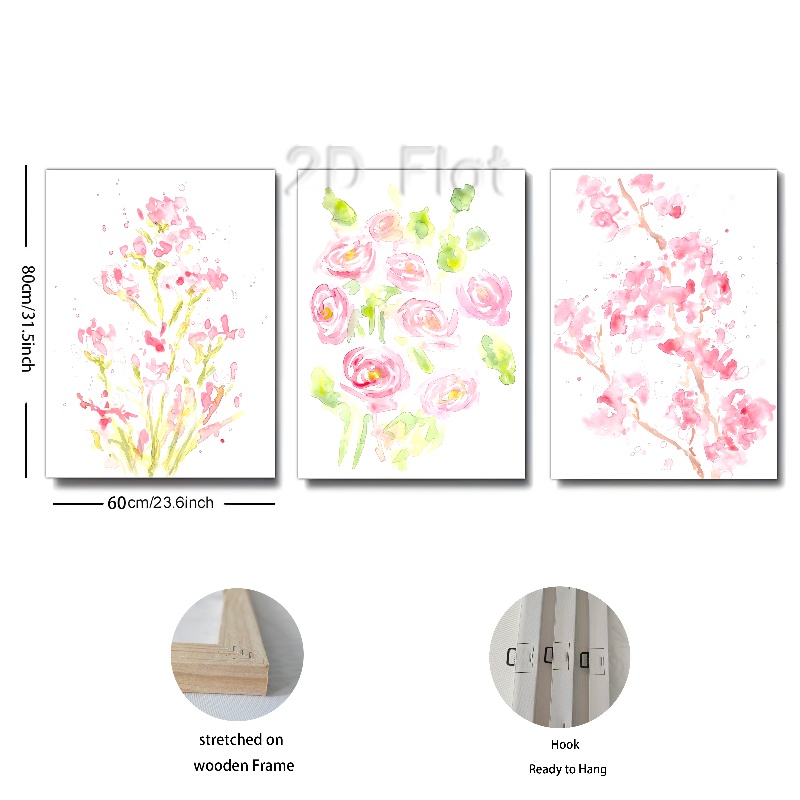 2D Flat
80cm/31.5inch
60cm/23.6inch
stretched on
wooden Frame
Hook
Ready to Hang